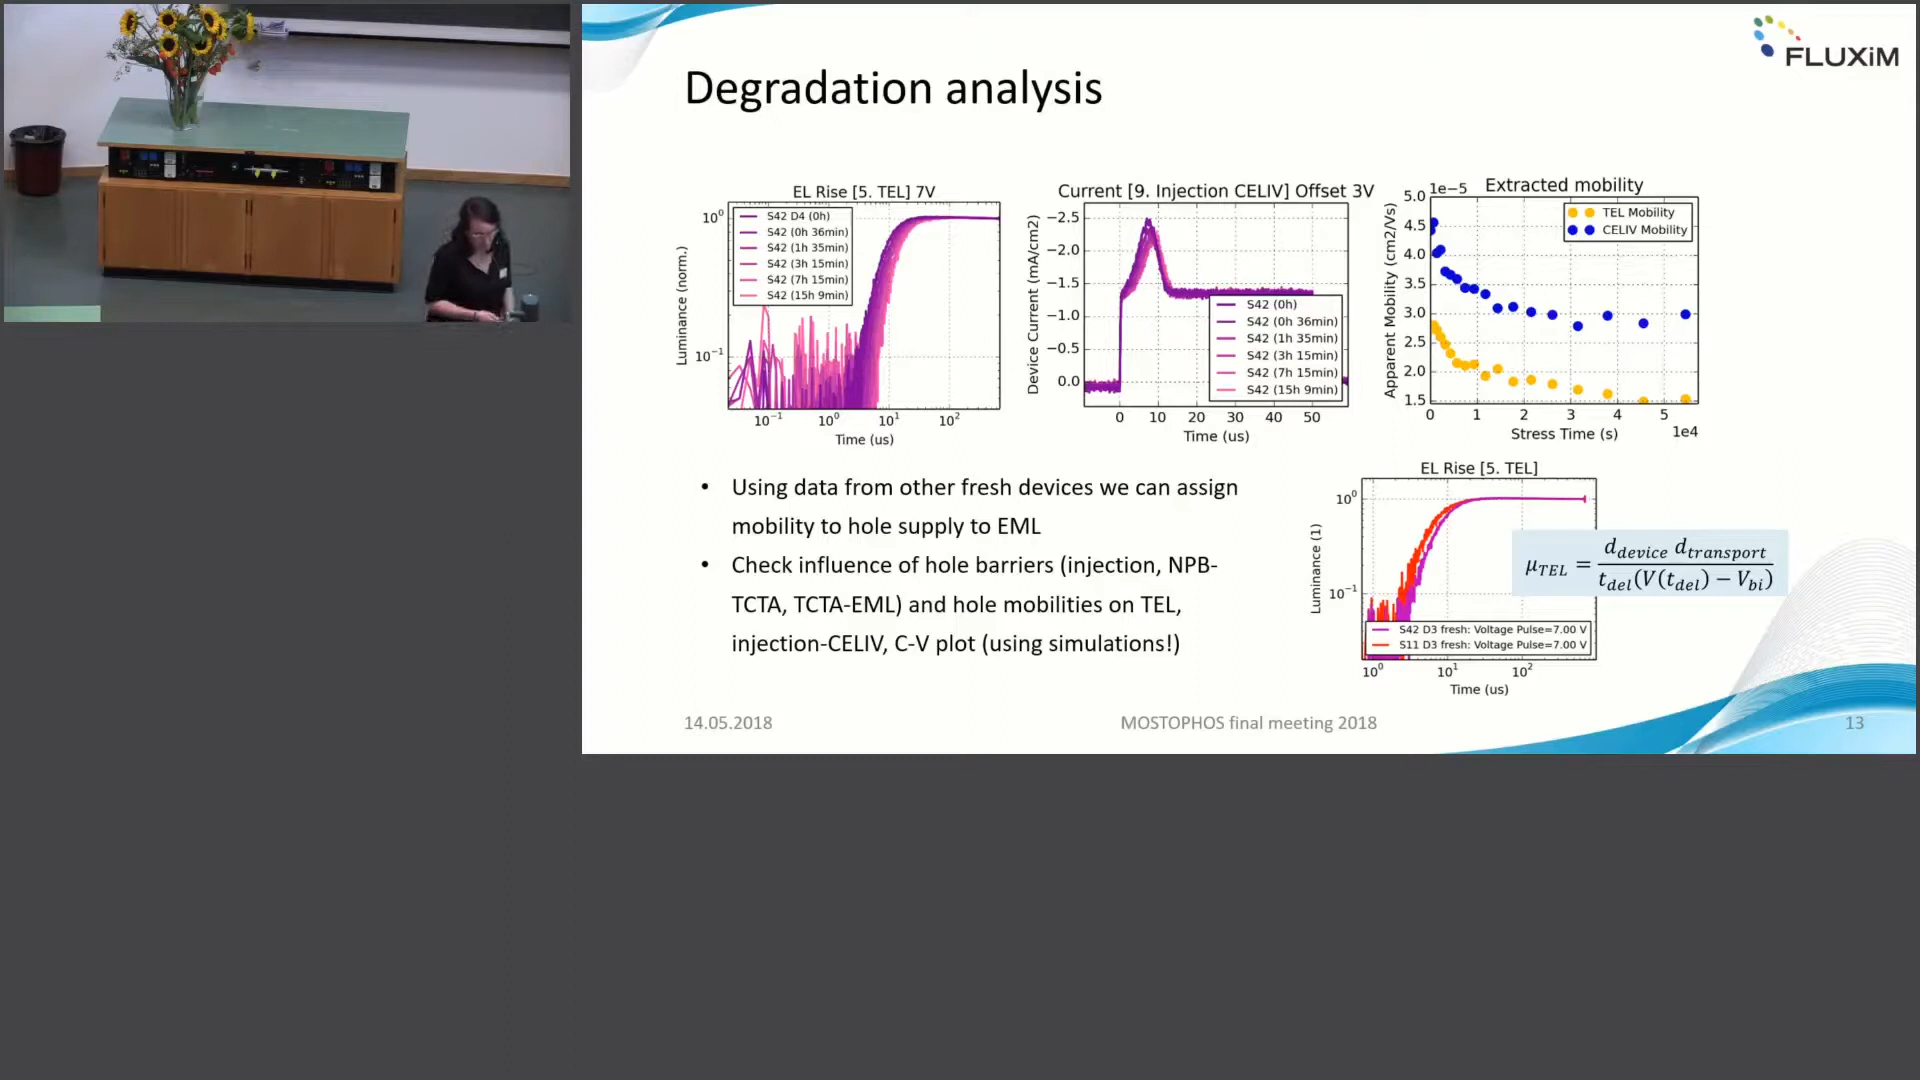 FLUXiM
Degradation analysis
EL Rise [5. TEL] 7V
Luminance (norm.)
10⁰
10⁻¹
S42 D4 (0h)
S42 (0h 36min)
S42 (1h 35min)
S42 (3h 15min)
S42 (7h 15min)
S42 (15h 9min)
10⁻¹ 10⁰ 10¹ 10²
Time (us)
Current [9. Injection CELIV] Offset 3V
Device Current (mA/cm2)
−2.5
−2.0
−1.5
−1.0
−0.5
0.0
S42 (0h)
S42 (0h 36min)
S42 (1h 35min)
S42 (3h 15min)
S42 (7h 15min)
S42 (15h 9min)
0 10 20 30 40 50
Time (us)
Extracted mobility
1e−5
Apparent Mobility (cm2/Vs)
5.0
4.5
4.0
3.5
3.0
2.5
2.0
1.5
TEL Mobility
CELIV Mobility
0 1 2 3 4 5
Stress Time (s)
1e4
• Using data from other fresh devices we can assign
mobility to hole supply to EML
• Check influence of hole barriers (injection, NPB-
TCTA, TCTA-EML) and hole mobilities on TEL,
injection-CELIV, C-V plot (using simulations!)
EL Rise [5. TEL]
Luminance (1)
10⁰
10⁻¹
S42 D3 fresh: Voltage Pulse=7.00 V
S11 D3 fresh: Voltage Pulse=7.00 V
10⁰ 10¹ 10²
Time (us)
μ_TEL = d_device d_transport / t_del(V(t_del) − V_bi)
14.05.2018
MOSTOPHOS final meeting 2018
13